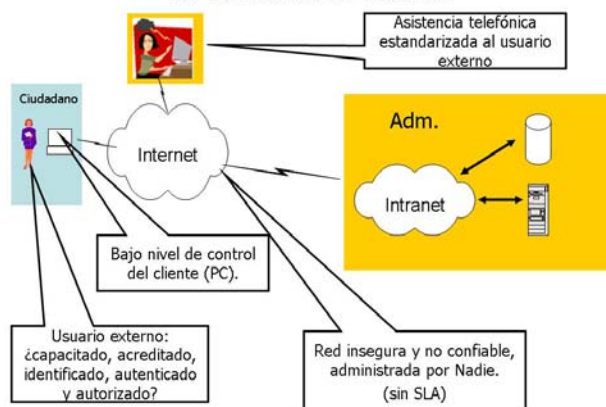 Asistencia telefónica
estandarizada al usuario
externo
Ciudadano
Internet
Adm.
Intranet
Bajo nivel de control
del cliente (PC).
Usuario externo:
¿capacitado, acreditado,
identificado, autenticado
y autorizado?
Red insegura y no confiable,
administrada por Nadie.
(sin SLA)